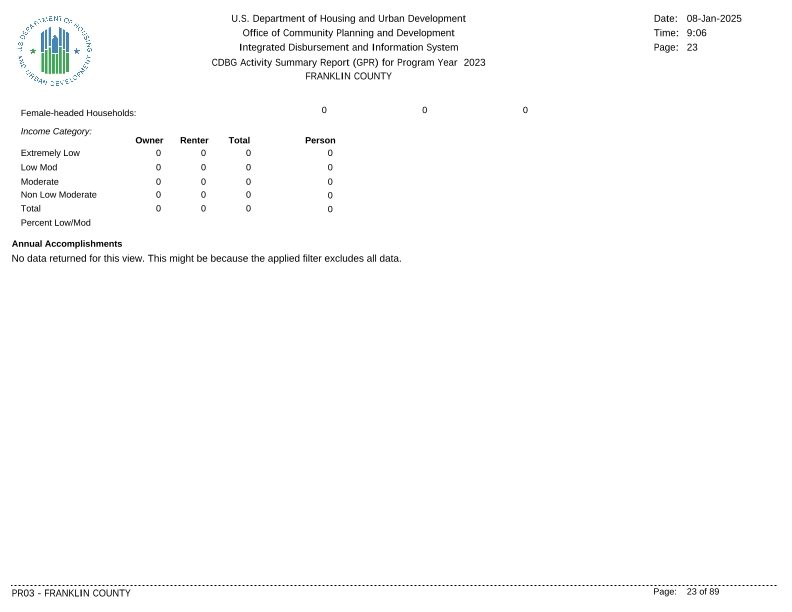 U.S. DEPARTMENT OF HOUSING AND URBAN DEVELOPMENT
U.S. Department of Housing and Urban Development
Office of Community Planning and Development
Integrated Disbursement and Information System
CDBG Activity Summary Report (GPR) for Program Year 2023
FRANKLIN COUNTY
Date: 08-Jan-2025
Time: 9:06
Page: 23
Female-headed Households: 0 0 0
Income Category:
Owner Renter Total Person
Extremely Low 0 0 0 0
Low Mod 0 0 0 0
Moderate 0 0 0 0
Non Low Moderate 0 0 0 0
Total 0 0 0 0
Percent Low/Mod
Annual Accomplishments
No data returned for this view. This might be because the applied filter excludes all data.
PR03 - FRANKLIN COUNTY Page: 23 of 89